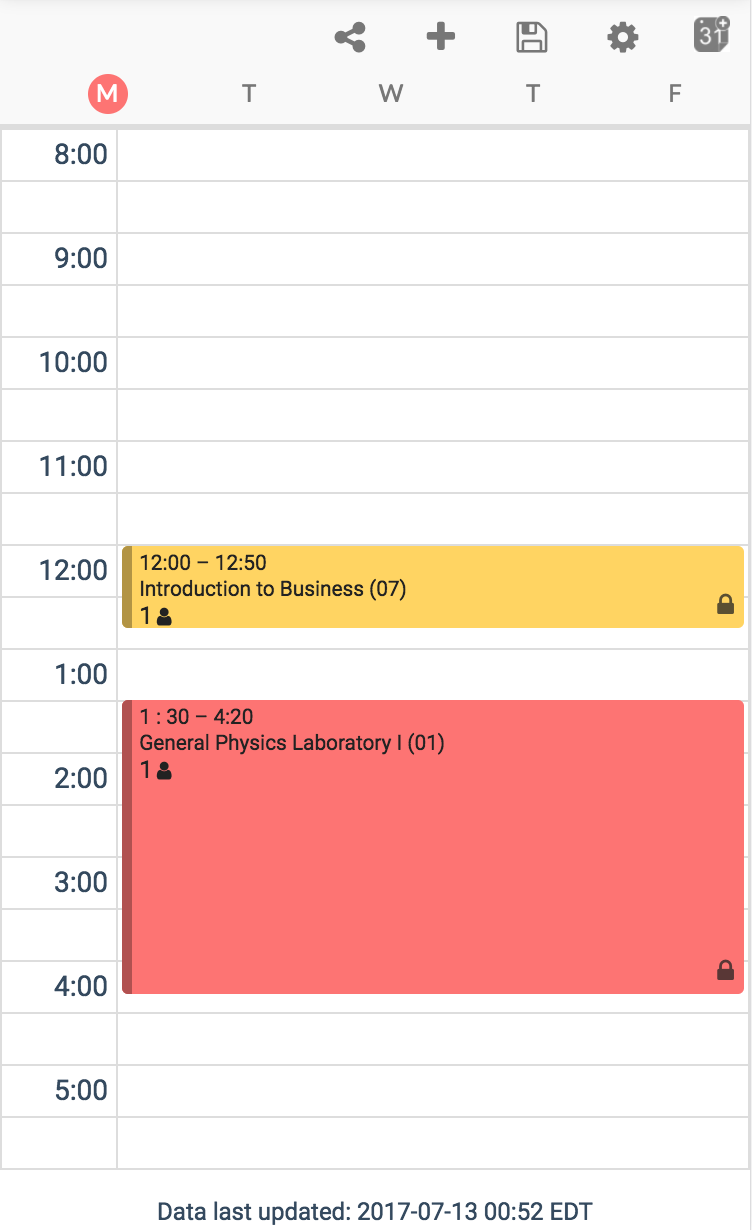 31
M T W T F
8:00
9:00
10:00
11:00
12:00
12:00 – 12:50
Introduction to Business (07)
1
1:00
1 : 30 – 4:20
General Physics Laboratory I (01)
1
2:00
3:00
4:00
5:00
Data last updated: 2017-07-13 00:52 EDT